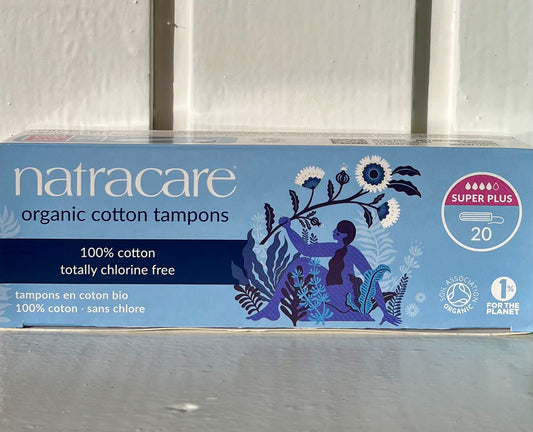 natracare®
organic cotton tampons
100% cotton
totally chlorine free
tampons en coton bio
100% coton · sans chlore
SUPER PLUS
20
SOIL ASSOCIATION
ORGANIC
1%
FOR THE
PLANET